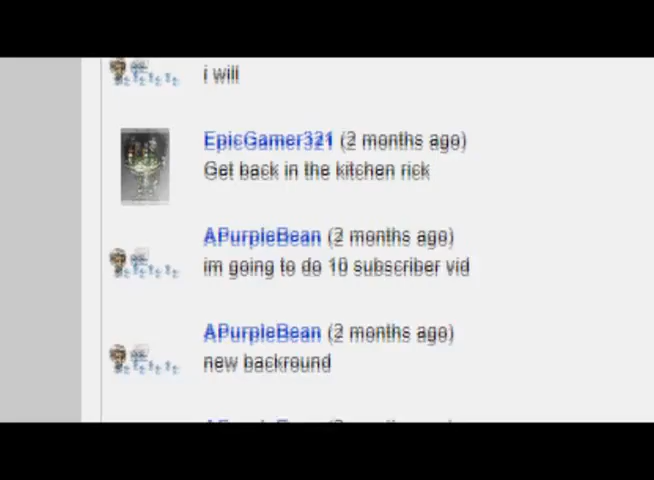 i will
EpicGamer321 (2 months ago)
Get back in the kitchen rick
APurpleBean (2 months ago)
im going to do 10 subscriber vid
APurpleBean (2 months ago)
new backround